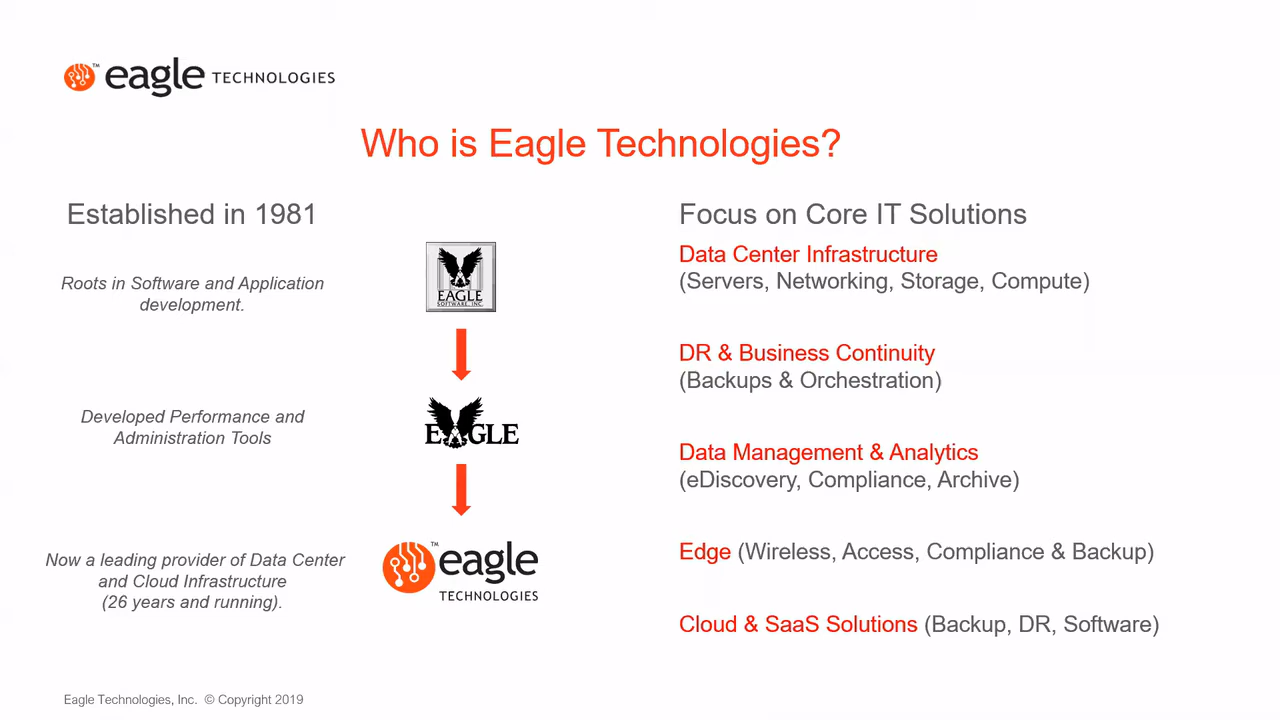 eagle TECHNOLOGIES
™
Who is Eagle Technologies?
Established in 1981
Roots in Software and Application
development.
EAGLE
SOFTWARE, INC.
Developed Performance and
Administration Tools
EAGLE
Now a leading provider of Data Center
and Cloud Infrastructure
(26 years and running).
™
eagle
TECHNOLOGIES
Focus on Core IT Solutions
Data Center Infrastructure
(Servers, Networking, Storage, Compute)
DR & Business Continuity
(Backups & Orchestration)
Data Management & Analytics
(eDiscovery, Compliance, Archive)
Edge (Wireless, Access, Compliance & Backup)
Cloud & SaaS Solutions (Backup, DR, Software)
Eagle Technologies, Inc. © Copyright 2019